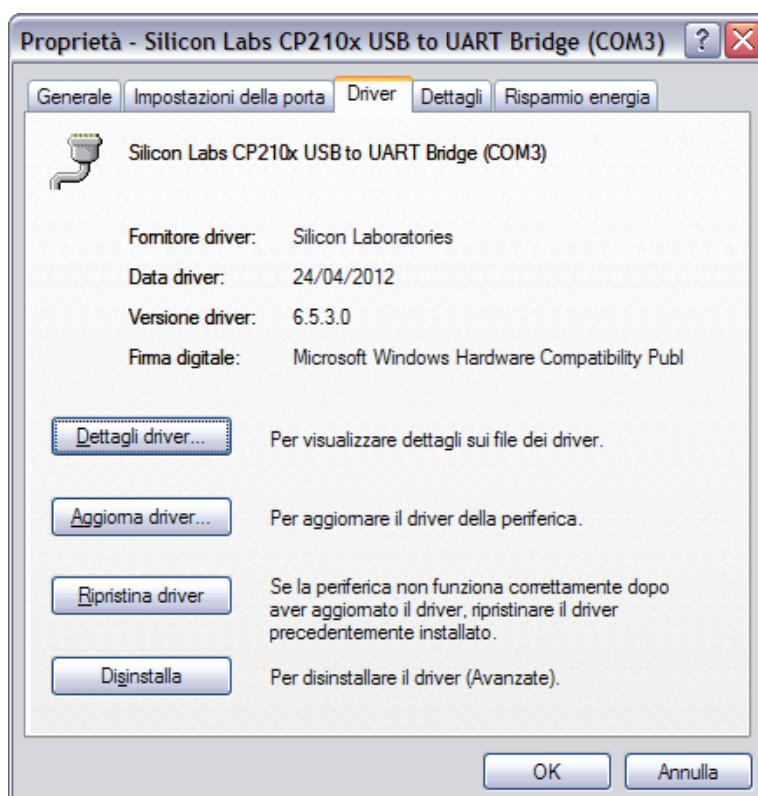 Proprietà - Silicon Labs CP210x USB to UART Bridge (COM3)
Generale Impostazioni della porta Driver Dettagli Risparmio energia
Silicon Labs CP210x USB to UART Bridge (COM3)
Fornitore driver: Silicon Laboratories
Data driver: 24/04/2012
Versione driver: 6.5.3.0
Firma digitale: Microsoft Windows Hardware Compatibility Publ
Dettagli driver... Per visualizzare dettagli sui file dei driver.
Aggiorna driver... Per aggiornare il driver della periferica.
Ripristina driver Se la periferica non funziona correttamente dopo
aver aggiornato il driver, ripristinare il driver
precedentemente installato.
Disinstalla Per disinstallare il driver (Avanzate).
OK Annulla